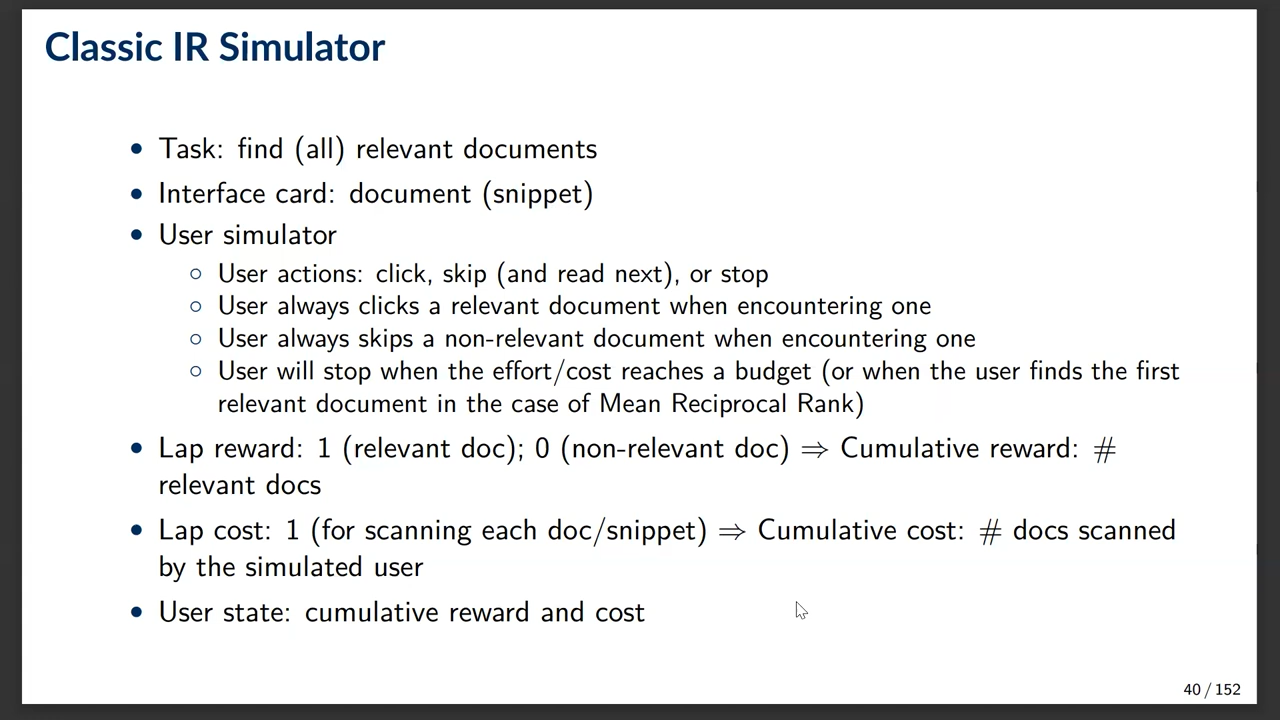 Classic IR Simulator
• Task: find (all) relevant documents
• Interface card: document (snippet)
• User simulator
○ User actions: click, skip (and read next), or stop
○ User always clicks a relevant document when encountering one
○ User always skips a non-relevant document when encountering one
○ User will stop when the effort/cost reaches a budget (or when the user finds the first
relevant document in the case of Mean Reciprocal Rank)
• Lap reward: 1 (relevant doc); 0 (non-relevant doc) ⇒ Cumulative reward: #
relevant docs
• Lap cost: 1 (for scanning each doc/snippet) ⇒ Cumulative cost: # docs scanned
by the simulated user
• User state: cumulative reward and cost
40 / 152